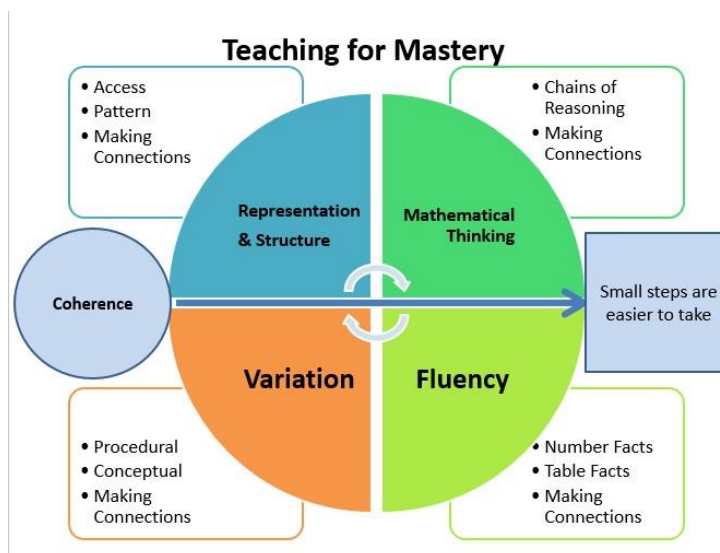 Teaching for Mastery
• Access
• Pattern
• Making
Connections
• Chains of
Reasoning
• Making
Connections
Representation
& Structure
Mathematical
Thinking
Coherence
Small steps are
easier to take
Variation
Fluency
• Procedural
• Conceptual
• Making
Connections
• Number Facts
• Table Facts
• Making
Connections